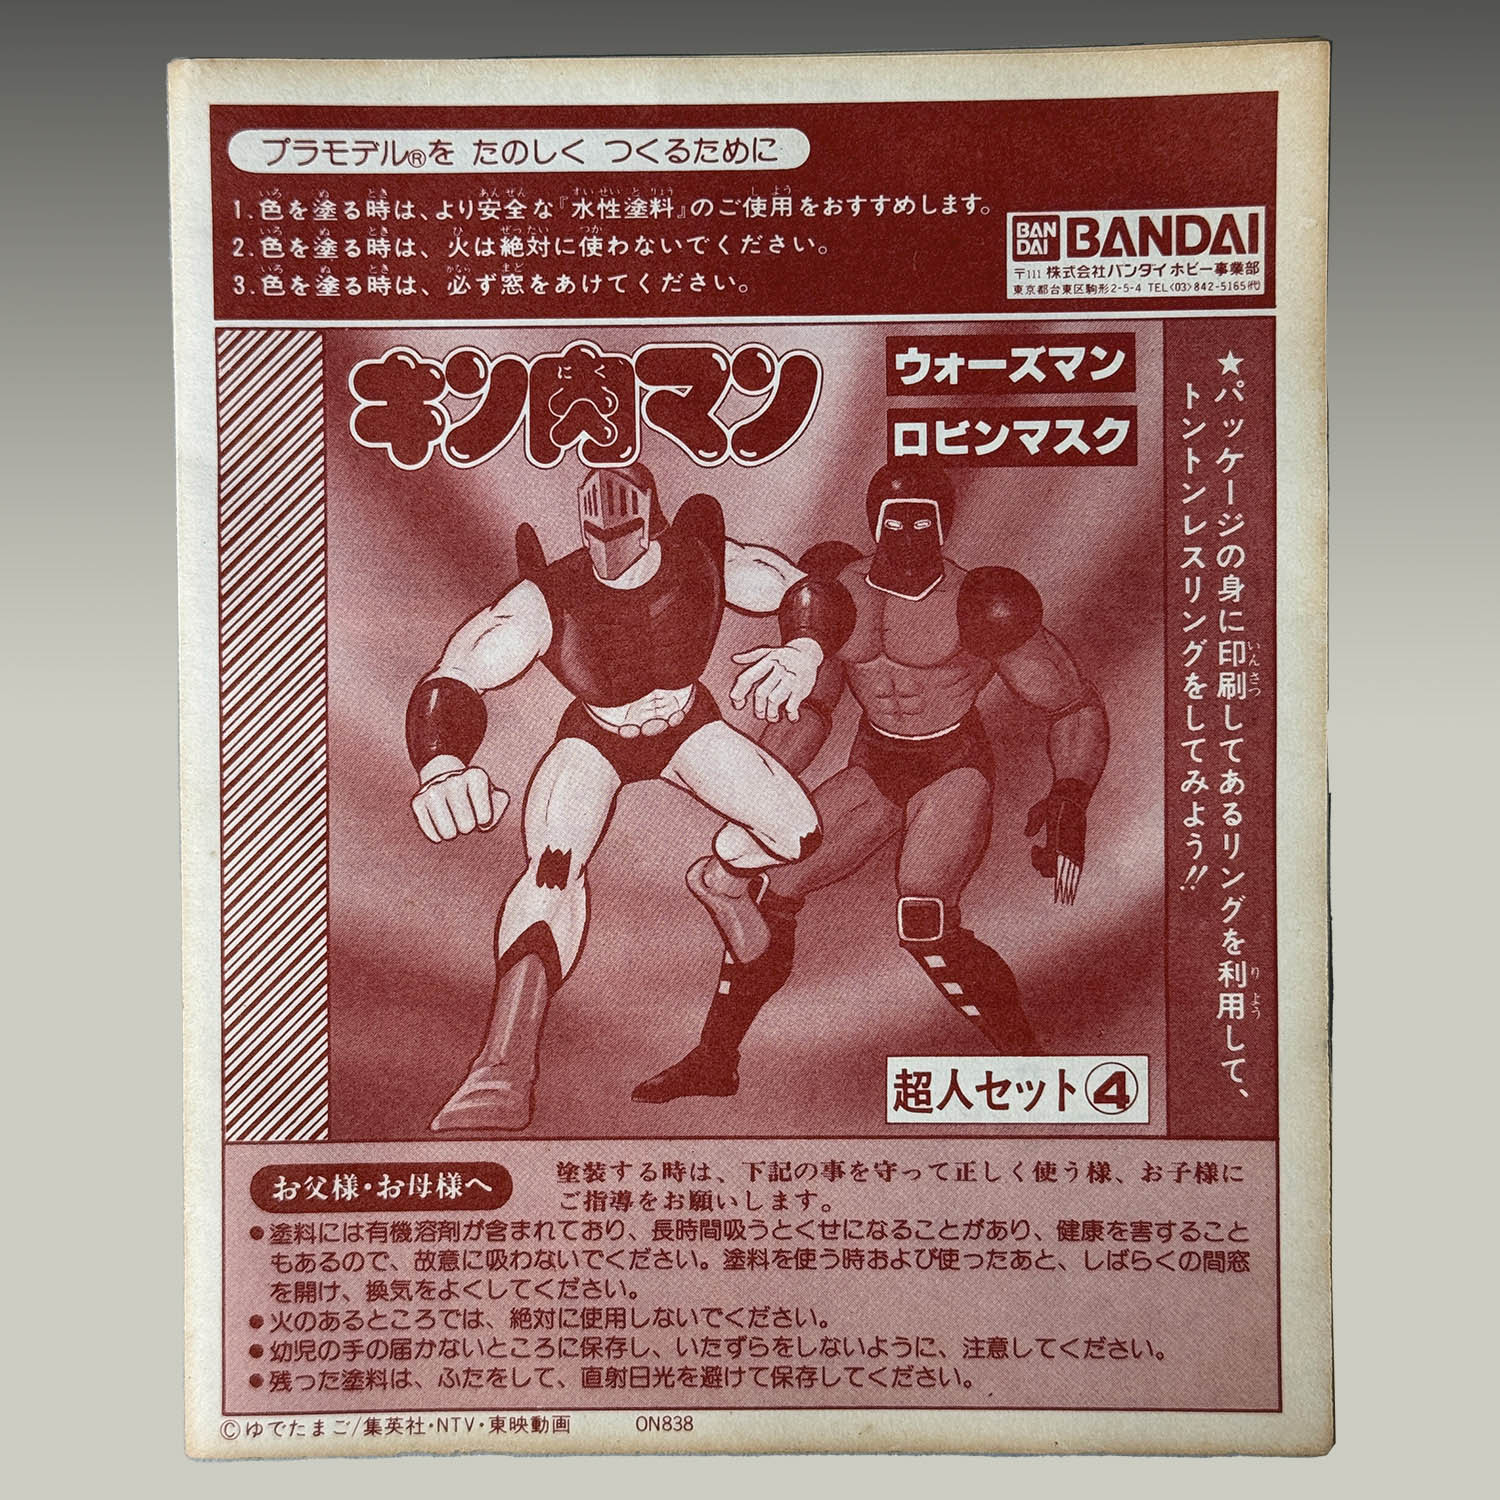 プラモデル®を たのしく つくるために
1.色を塗る時は、より安全な『水性塗料』のご使用をおすすめします。
2.色を塗る時は、火は絶対に使わないでください。
3.色を塗る時は、必ず窓をあけてください。
BAN DAI BANDAI
〒111 株式会社バンダイ ホビー事業部
東京都台東区駒形2-5-4 TEL<03>842-5165㈹
キン肉マン
ウォーズマン
ロビンマスク
★パッケージの身に印刷してあるリングを利用して、
トントンレスリングをしてみよう!!
超人セット④
お父様・お母様へ
塗装する時は、下記の事を守って正しく使う様、お子様に
ご指導をお願いします。
●塗料には有機溶剤が含まれており、長時間吸うとくせになることがあり、健康を害すること
もあるので、故意に吸わないでください。塗料を使う時および使ったあと、しばらくの間窓
を開け、換気をよくしてください。
●火のあるところでは、絶対に使用しないでください。
●幼児の手の届かないところに保存し、いたずらをしないように、注意してください。
●残った塗料は、ふたをして、直射日光を避けて保存してください。
©ゆでたまご/集英社・NTV・東映動画 ON838